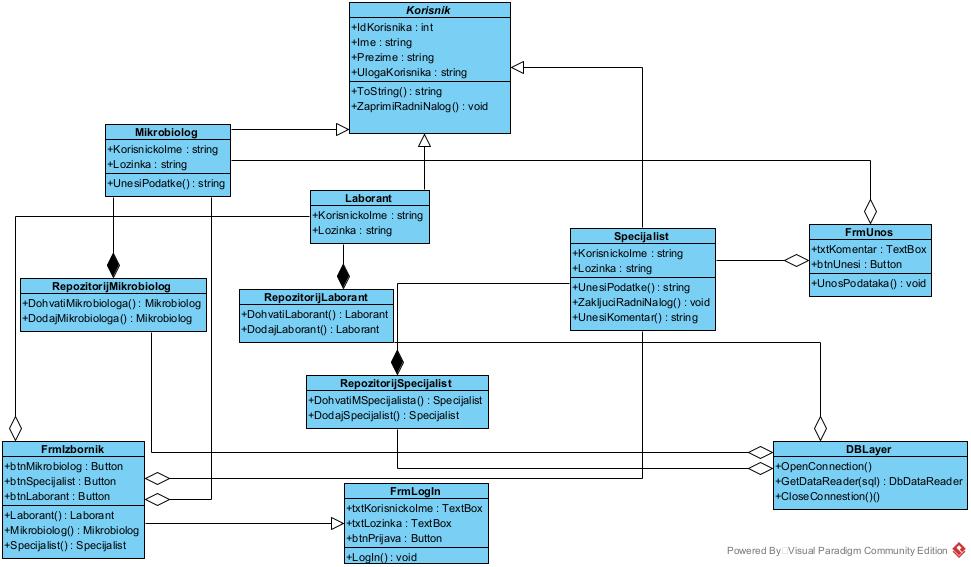 Korisnik
+IdKorisnika : int
+Ime : string
+Prezime : string
+UlogaKorisnika : string
+ToString() : string
+ZaprimiRadniNalog() : void
Mikrobiolog
+KorisnickoIme : string
+Lozinka : string
+UnesiPodatke() : string
Laborant
+KorisnickoIme : string
+Lozinka : string
Specijalist
+KorisnickoIme : string
+Lozinka : string
+UnesiPodatke() : string
+ZakljuciRadniNalog() : void
+UnesiKomentar() : string
FrmUnos
+txtKomentar : TextBox
+btnUnesi : Button
+UnosPodataka() : void
RepozitorijMikrobiolog
+DohvatiMikrobiologa() : Mikrobiolog
+DodajMikrobiologa() : Mikrobiolog
RepozitorijLaborant
+DohvatiLaborant() : Laborant
+DodajLaborant() : Laborant
RepozitorijSpecijalist
+DohvatiMSpecijalista() : Specijalist
+DodajSpecijalist() : Specijalist
FrmIzbornik
+btnMikrobiolog : Button
+btnSpecijalist : Button
+btnLaborant : Button
+Laborant() : Laborant
+Mikrobiolog() : Mikrobiolog
+Specijalist() : Specijalist
FrmLogIn
+txtKorisnickoIme : TextBox
+txtLozinka : TextBox
+btnPrijava : Button
+LogIn() : void
DBLayer
+OpenConnection()
+GetDataReader(sql) : DbDataReader
+CloseConnestion()()
Powered By Visual Paradigm Community Edition